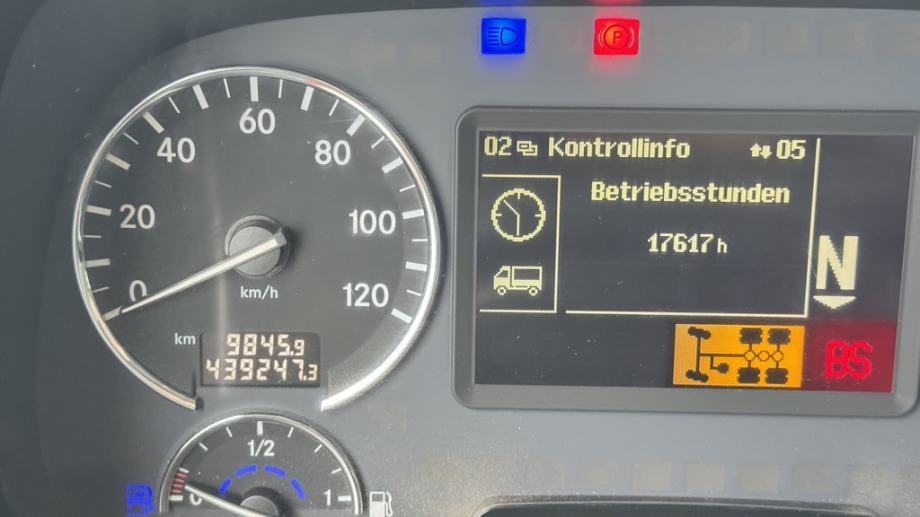 02 Kontrollinfo 05
Betriebsstunden
17617 h
N
BS
P
0 20 40 60 80 100 120
km/h
km 9845.9
439247.3
0 1/2 1